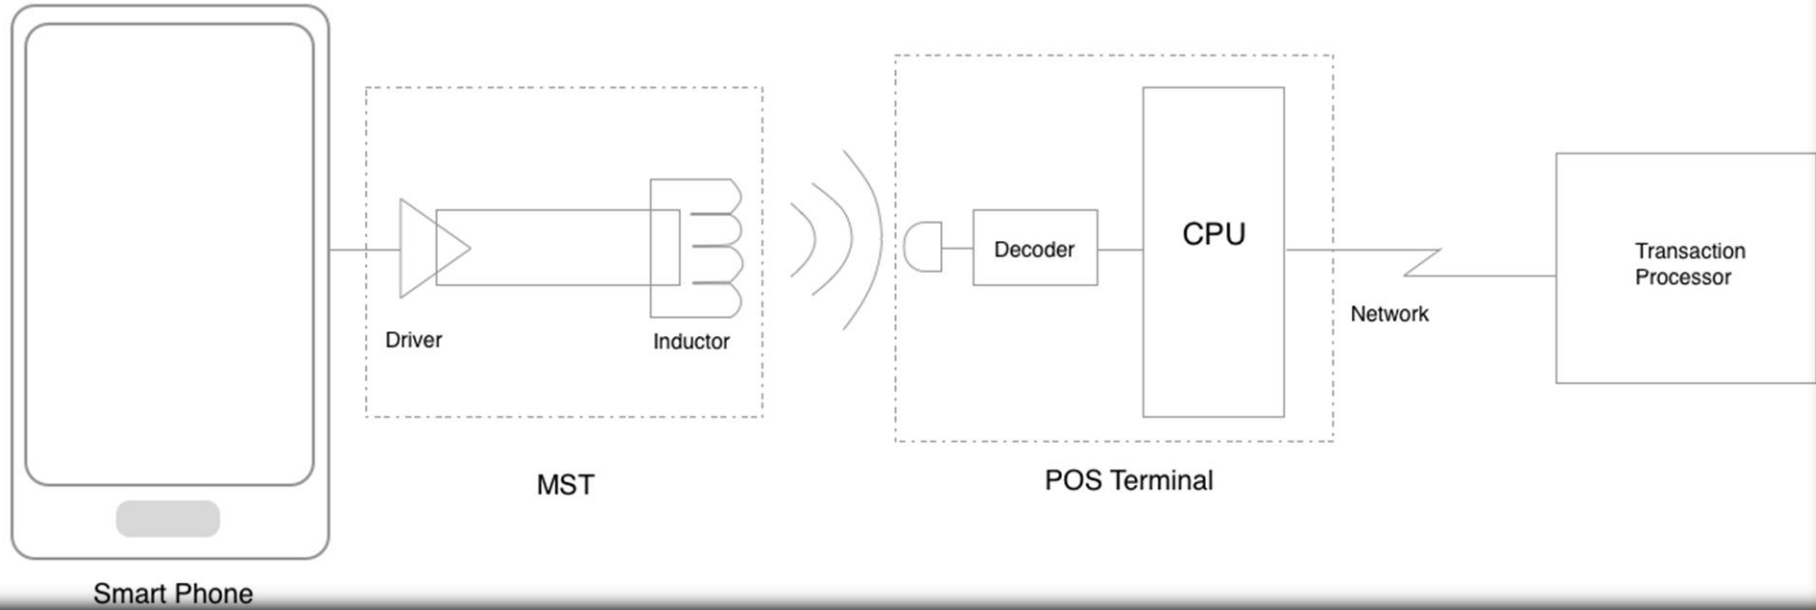 Driver
Inductor
MST
Smart Phone
Decoder
CPU
POS Terminal
Network
Transaction
Processor